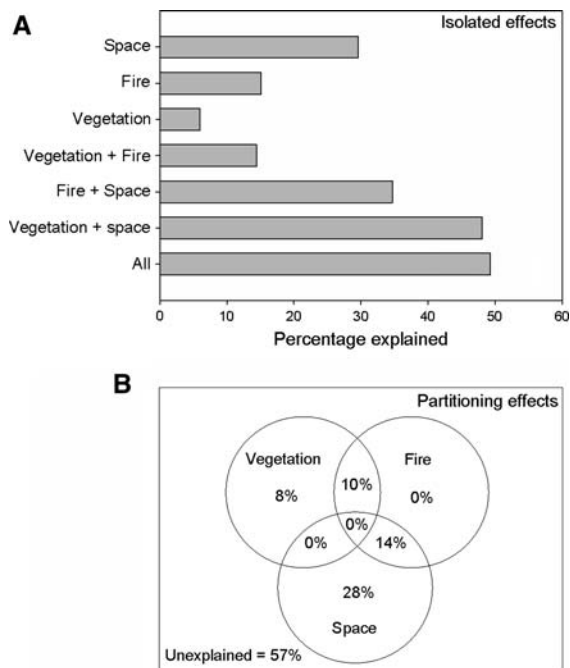 A
Isolated effects
Space
Fire
Vegetation
Vegetation + Fire
Fire + Space
Vegetation + space
All
0 10 20 30 40 50 60
Percentage explained
B
Partitioning effects
Vegetation Fire
8% 10% 0%
0%
0% 14%
28%
Space
Unexplained = 57%